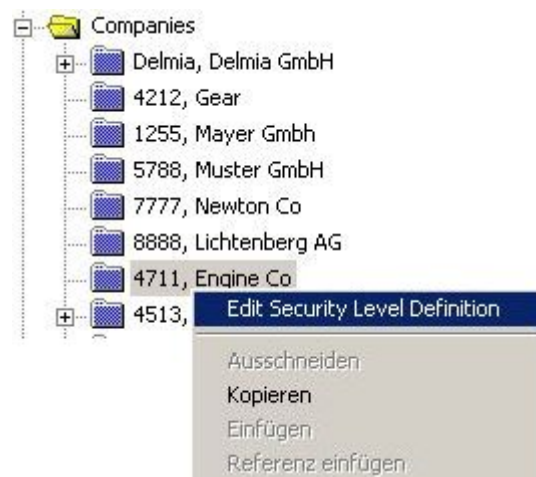 Companies
Delmia, Delmia GmbH
4212, Gear
1255, Mayer Gmbh
5788, Muster GmbH
7777, Newton Co
8888, Lichtenberg AG
4711, Engine Co
4513,
Edit Security Level Definition
Ausschneiden
Kopieren
Einfügen
Referenz einfügen